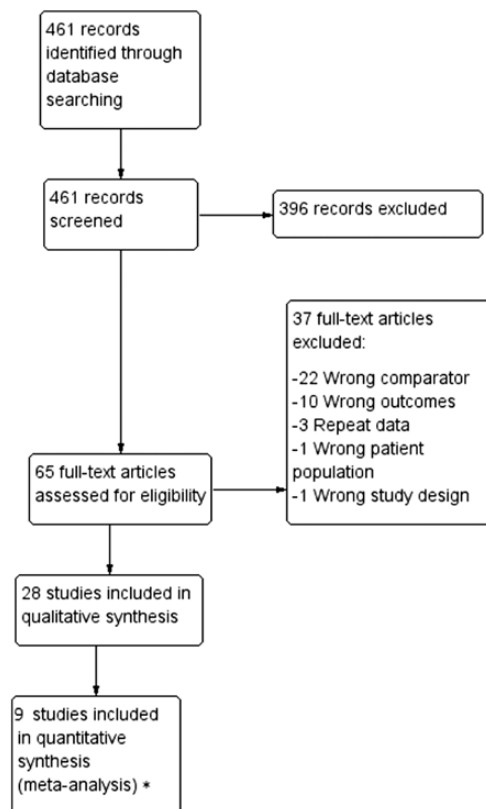 461 records
identified through
database
searching
461 records
screened
396 records excluded
37 full-text articles
excluded:
-22 Wrong comparator
-10 Wrong outcomes
-3 Repeat data
-1 Wrong patient
population
-1 Wrong study design
65 full-text articles
assessed for eligibility
28 studies included in
qualitative synthesis
9 studies included
in quantitative
synthesis
(meta-analysis) *